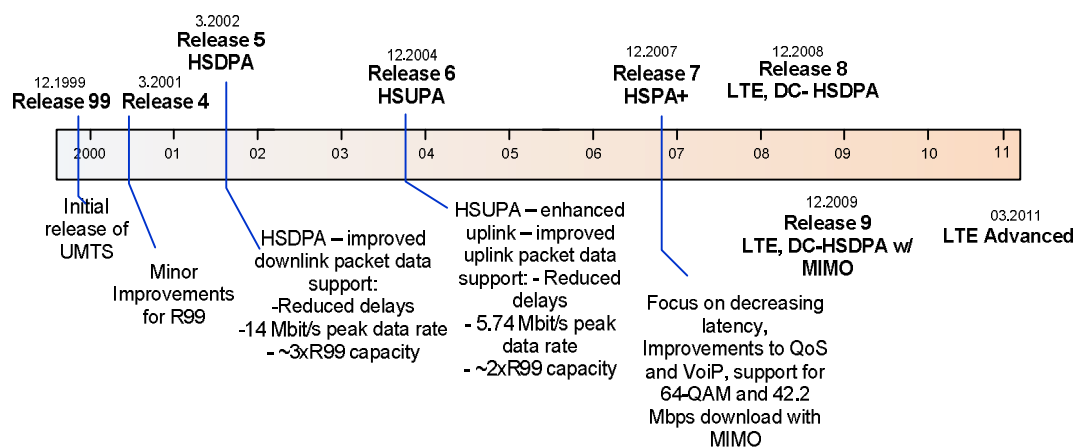 12.1999
Release 99
3.2001
Release 4
3.2002
Release 5
HSDPA
12.2004
Release 6
HSUPA
12.2007
Release 7
HSPA+
12.2008
Release 8
LTE, DC- HSDPA
2000 01 02 03 04 05 06 07 08 09 10 11
Initial
release of
UMTS
Minor
Improvements
for R99
HSDPA – improved
downlink packet data
support:
-Reduced delays
-14 Mbit/s peak data rate
- ~3xR99 capacity
HSUPA – enhanced
uplink – improved
uplink packet data
support: - Reduced
delays
- 5.74 Mbit/s peak
data rate
- ~2xR99 capacity
Focus on decreasing
latency,
Improvements to QoS
and VoiP, support for
64-QAM and 42.2
Mbps download with
MIMO
12.2009
Release 9
LTE, DC-HSDPA w/
MIMO
03.2011
LTE Advanced